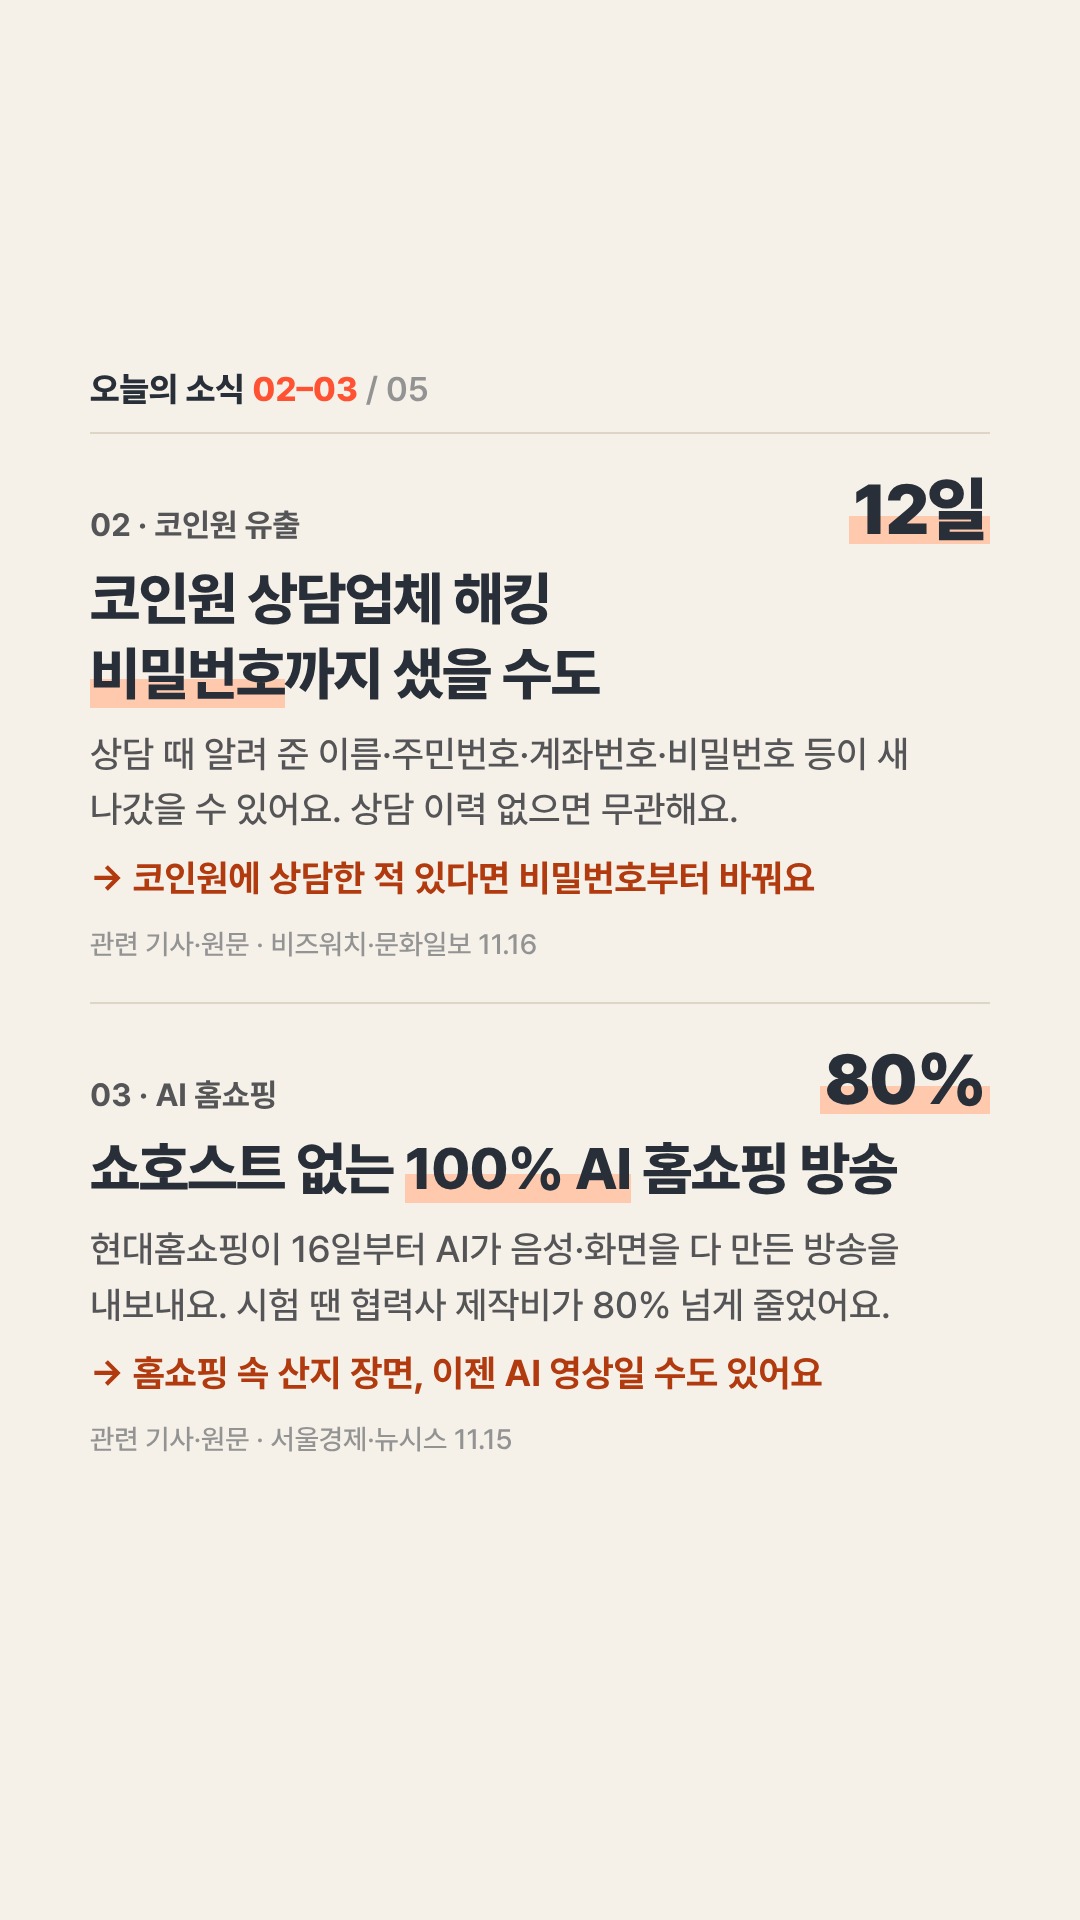 오늘의 소식 02–03 / 05
12일
02 · 코인원 유출
코인원 상담업체 해킹
비밀번호까지 샜을 수도
상담 때 알려 준 이름·주민번호·계좌번호·비밀번호 등이 새
나갔을 수 있어요. 상담 이력 없으면 무관해요.
→ 코인원에 상담한 적 있다면 비밀번호부터 바꿔요
관련 기사·원문 · 비즈워치·문화일보 11.16
80%
03 · AI 홈쇼핑
쇼호스트 없는 100% AI 홈쇼핑 방송
현대홈쇼핑이 16일부터 AI가 음성·화면을 다 만든 방송을
내보내요. 시험 땐 협력사 제작비가 80% 넘게 줄었어요.
→ 홈쇼핑 속 산지 장면, 이젠 AI 영상일 수도 있어요
관련 기사·원문 · 서울경제·뉴시스 11.15